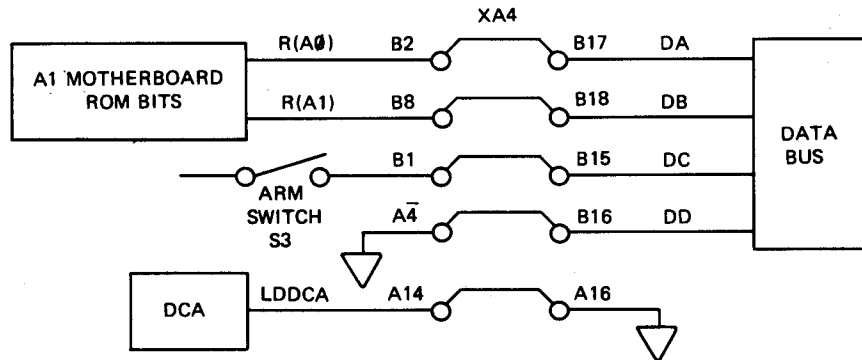 XA4
R(AØ) B2 B17 DA
A1 MOTHERBOARD
ROM BITS
R(A1) B8 B18 DB
DATA
BUS
B1 B15 DC
ARM
SWITCH
S3
A4̅ B16 DD
LDDCA A14 A16
DCA